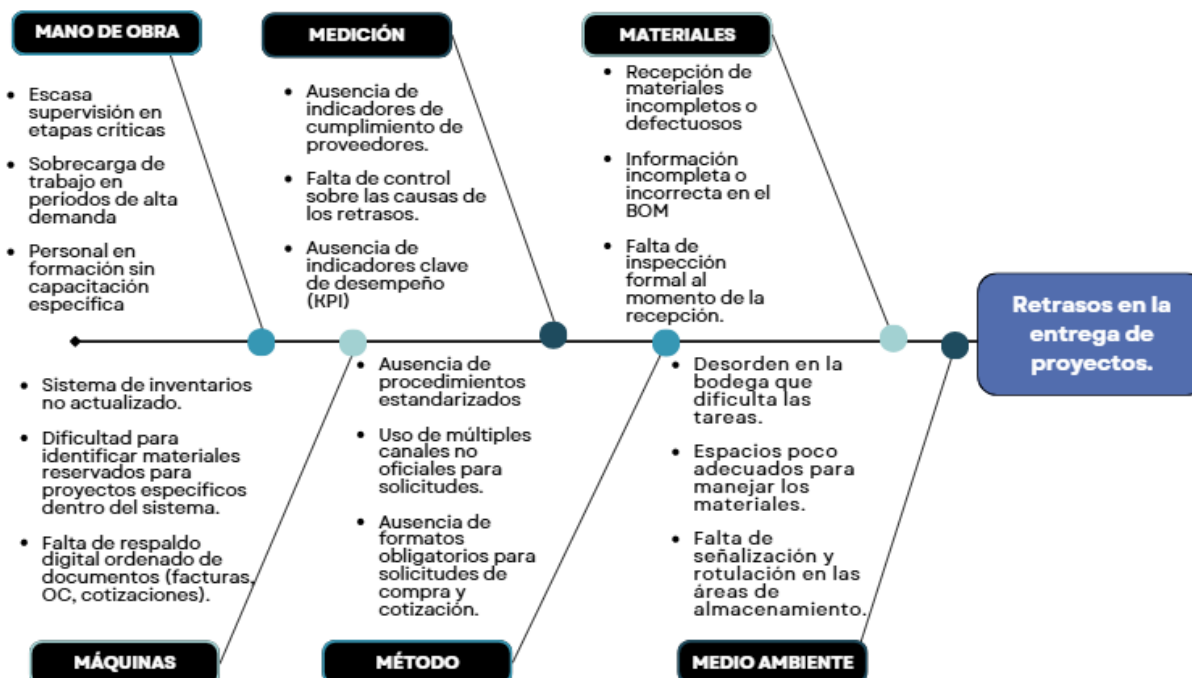 MANO DE OBRA
• Escasa
supervisión en
etapas críticas
• Sobrecarga de
trabajo en
periodos de alta
demanda
• Personal en
formación sin
capacitación
específica
MEDICIÓN
• Ausencia de
indicadores de
cumplimiento de
proveedores.
• Falta de control
sobre las causas de
los retrasos.
• Ausencia de
indicadores clave
de desempeño
(KPI)
MATERIALES
• Recepción de
materiales
incompletos o
defectuosos
• Información
incompleta o
incorrecta en el
BOM
• Falta de
inspección
formal al
momento de la
recepción.
Retrasos en la
entrega de
proyectos.
• Sistema de inventarios
no actualizado.
• Dificultad para
identificar materiales
reservados para
proyectos específicos
dentro del sistema.
• Falta de respaldo
digital ordenado de
documentos (facturas,
OC, cotizaciones).
MÁQUINAS
• Ausencia de
procedimientos
estandarizados
• Uso de múltiples
canales no
oficiales para
solicitudes.
• Ausencia de
formatos
obligatorios para
solicitudes de
compra y
cotización.
MÉTODO
• Desorden en la
bodega que
dificulta las
tareas.
• Espacios poco
adecuados para
manejar los
materiales.
• Falta de
señalización y
rotulación en las
áreas de
almacenamiento.
MEDIO AMBIENTE